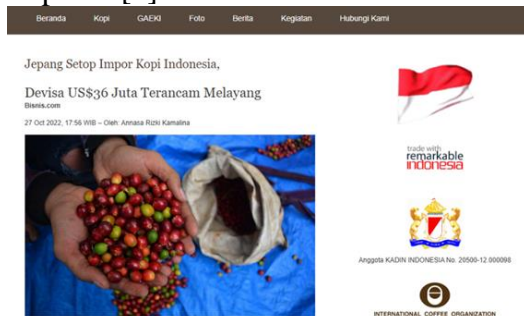 Beranda Kopi GAEKI Foto Berita Kegiatan Hubungi Kami
Jepang Setop Impor Kopi Indonesia,
Devisa US$36 Juta Terancam Melayang
Bisnis.com
27 Oct 2022, 17:56 WIB – Oleh: Annasa Rizki Kamalina
trade with
remarkable
indonesia
Anggota KADIN INDONESIA No. 20500-12.000098
INTERNATIONAL COFFEE ORGANIZATION